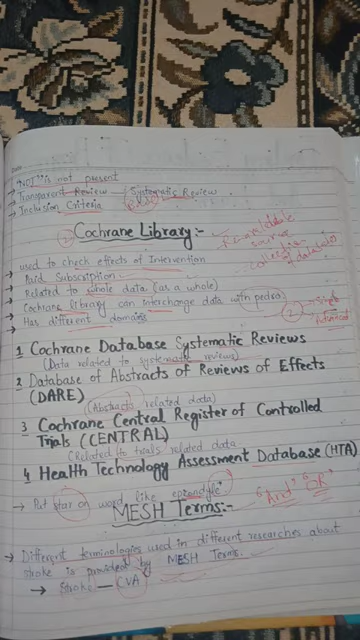 "NOT" is not present
→ Transparent Review Systematic Review
→ Inclusion Criteria
② Cochrane Library:-
→ used to check effects of Intervention
→ Paid Subscription
→ Related to whole data (as a whole)
→ Cochrane library can interchange data with pedro
→ Has different domains
collection of databases
1 Cochrane Database Systematic Reviews
(Data related to systematic reviews)
2 Database of Abstracts of Reviews of Effects
(DARE)
(Abstracts related data)
3 Cochrane Central Register of Controlled
Trials (CENTRAL)
(Related to trials related data
4 Health Technology Assessment Database (HTA)
→ Put star on word like
"And" "OR"
MESH Terms:-
→ Different terminologies used in different researches about
stroke is provided by MESH Terms.
→ Stroke — CVA